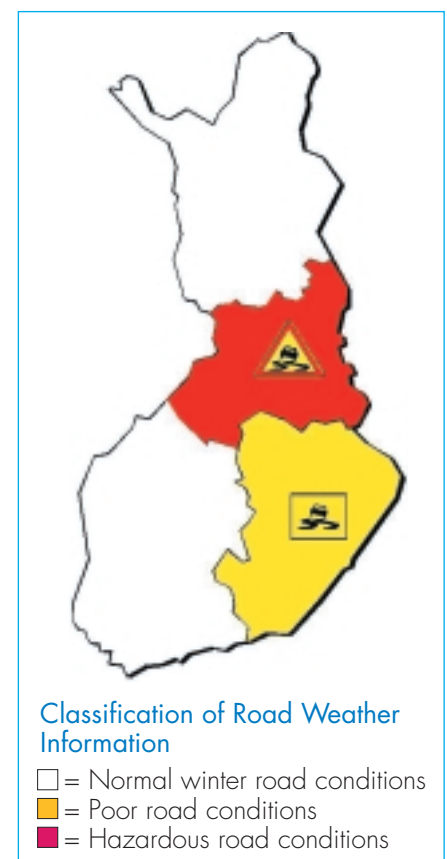 Classification of Road Weather
Information
= Normal winter road conditions
= Poor road conditions
= Hazardous road conditions